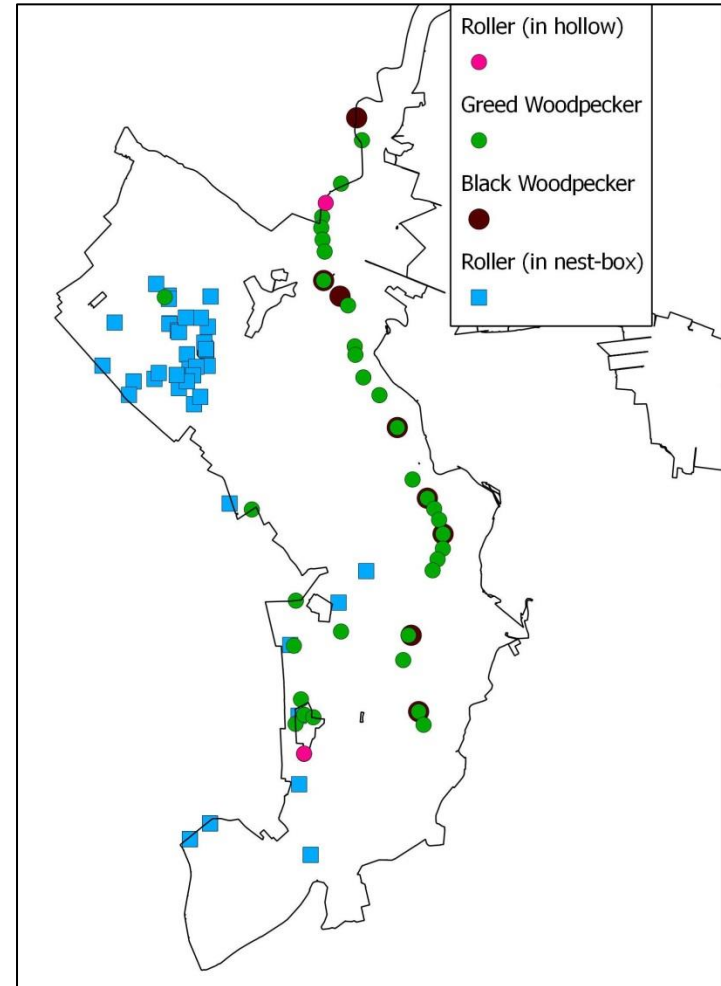 Roller (in hollow)
Greed Woodpecker
Black Woodpecker
Roller (in nest-box)